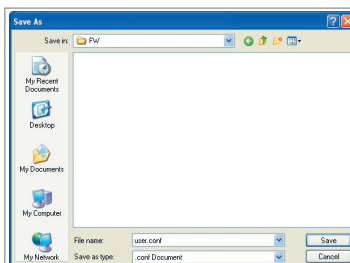 Save As
Save in: FW
My Recent
Documents
Desktop
My Documents
My Computer
My Network
File name: user.conf Save
Save as type: .conf Document Cancel